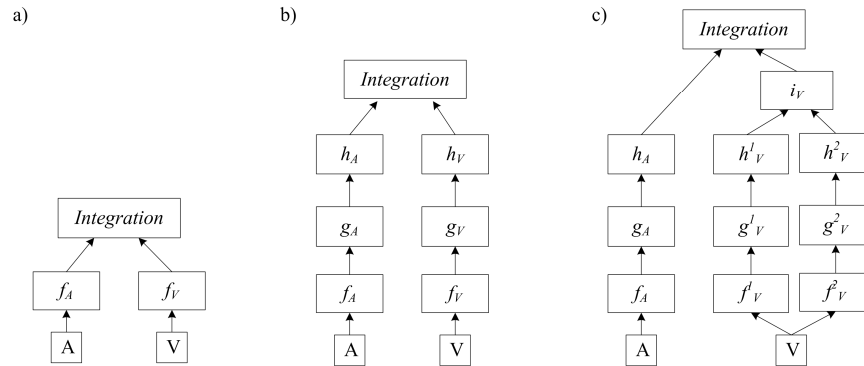 a)
Integration
f_A f_V
A V
b)
Integration
h_A h_V
g_A g_V
f_A f_V
A V
c)
Integration
i_V
h_A h^1_V h^2_V
g_A g^1_V g^2_V
f_A f^1_V f^2_V
A V